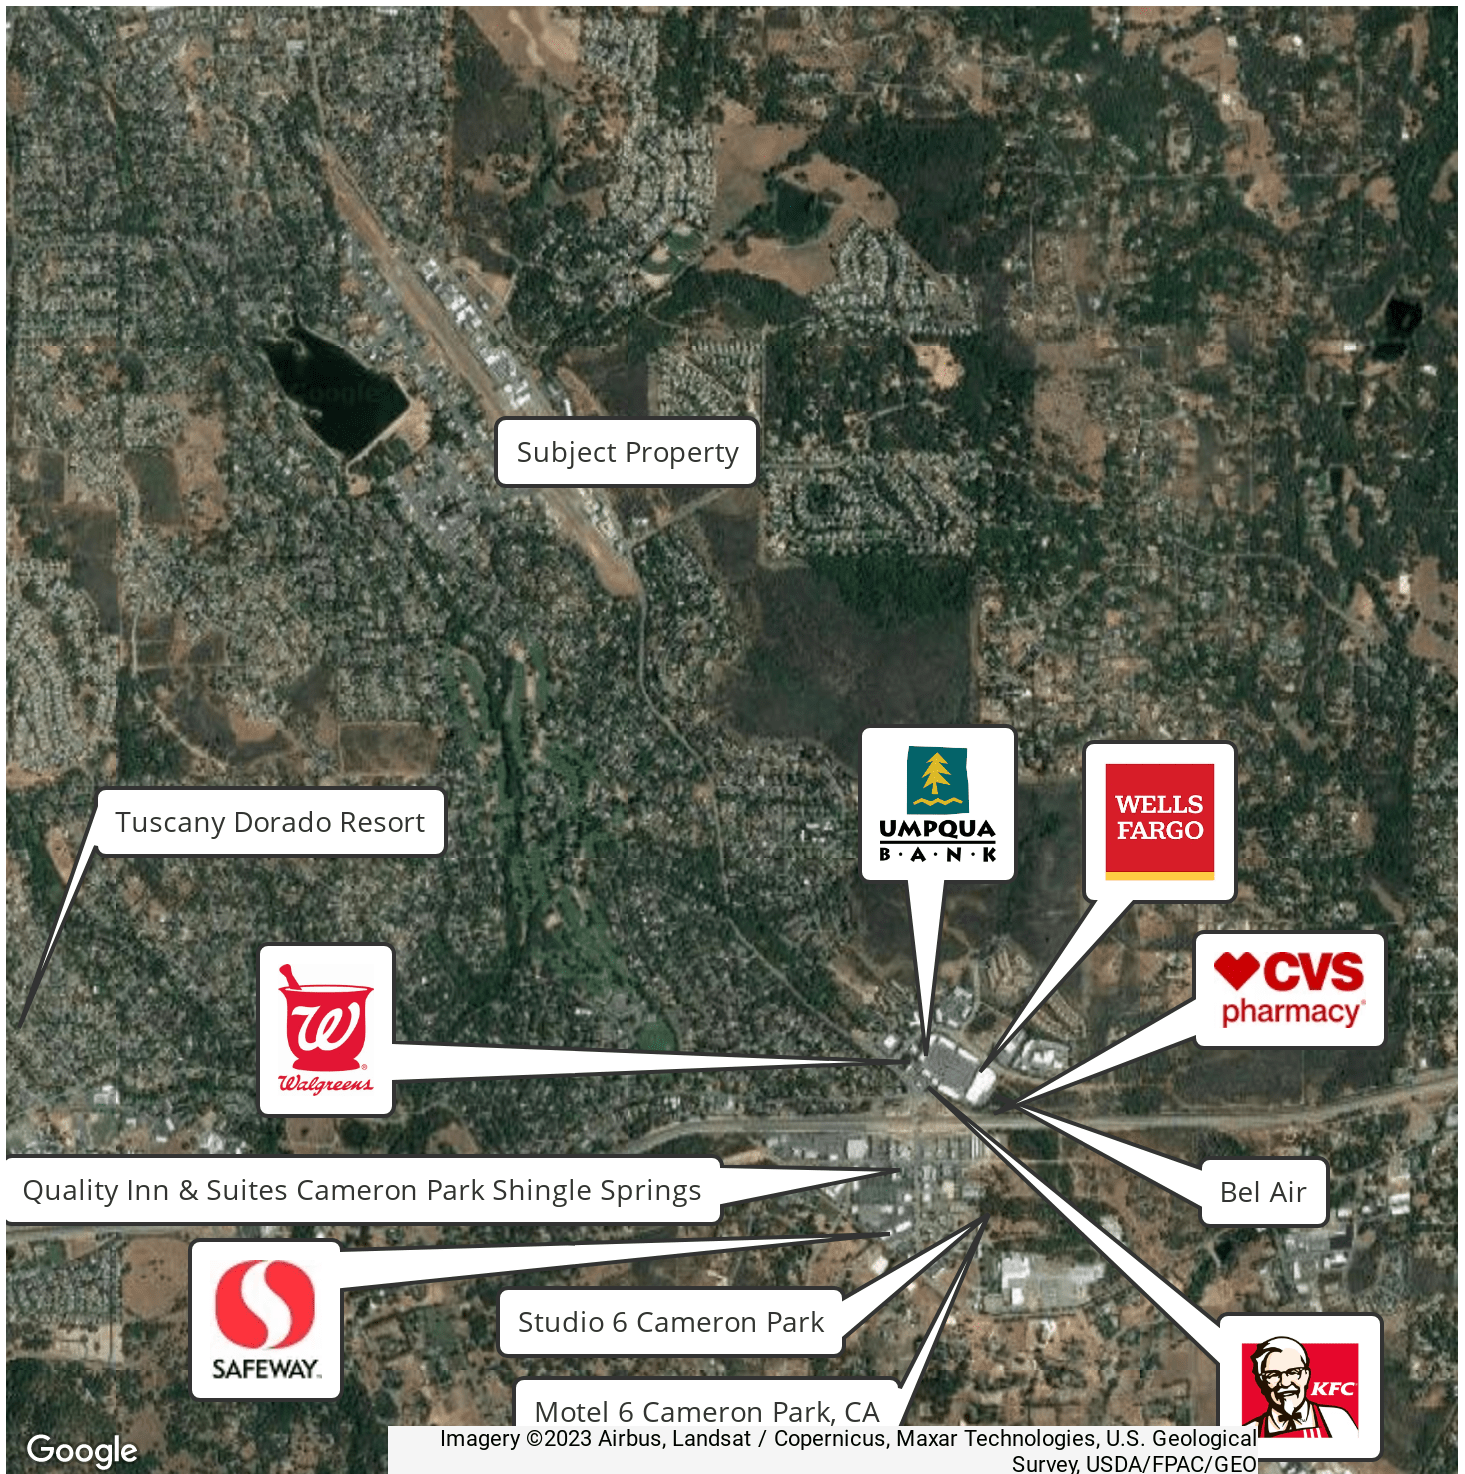 Google
Subject Property
UMPQUA
B·A·N·K
WELLS
FARGO
Tuscany Dorado Resort
CVS
pharmacy®
W
Walgreens
Quality Inn & Suites Cameron Park Shingle Springs
Bel Air
SAFEWAY™
Studio 6 Cameron Park
KFC
Motel 6 Cameron Park, CA
Google
Imagery ©2023 Airbus, Landsat / Copernicus, Maxar Technologies, U.S. Geological
Survey, USDA/FPAC/GEO